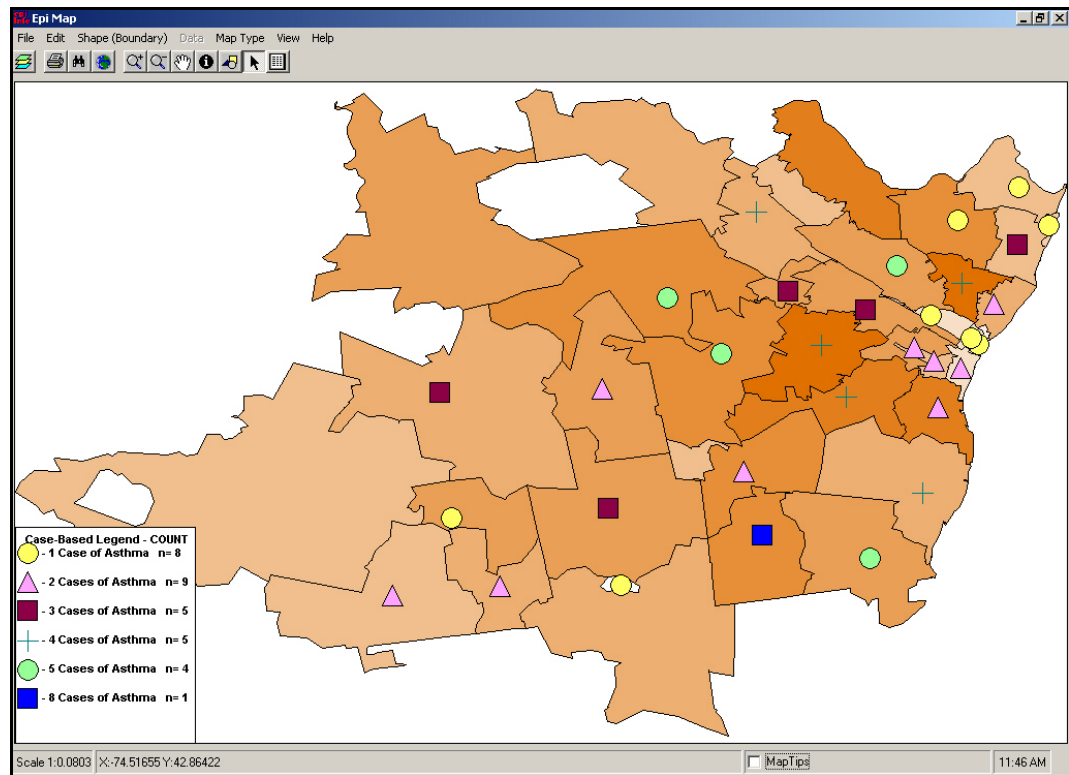 Epi Info Epi Map
File Edit Shape (Boundary) Data Map Type View Help
Case-Based Legend - COUNT
- 1 Case of Asthma n= 8
- 2 Cases of Asthma n= 9
- 3 Cases of Asthma n= 5
- 4 Cases of Asthma n= 5
- 5 Cases of Asthma n= 4
- 8 Cases of Asthma n= 1
Scale 1:0.0803 X:-74.51655 Y:42.86422 MapTips 11:46 AM